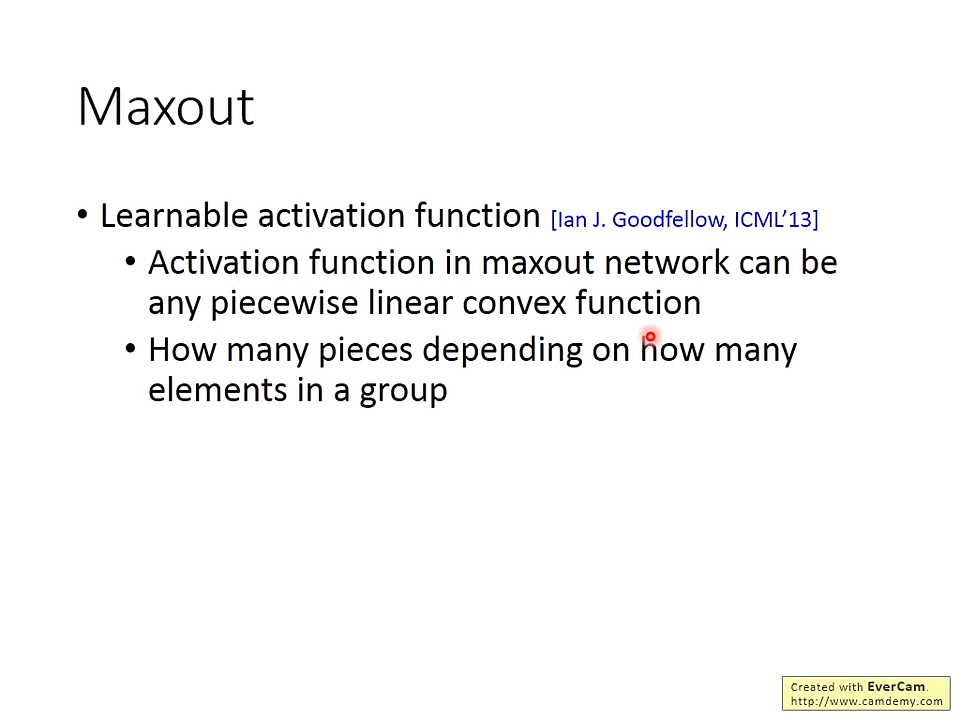 Maxout
• Learnable activation function [Ian J. Goodfellow, ICML’13]
• Activation function in maxout network can be
any piecewise linear convex function
• How many pieces depending on how many
elements in a group
Created with EverCam.
http://www.camdemy.com